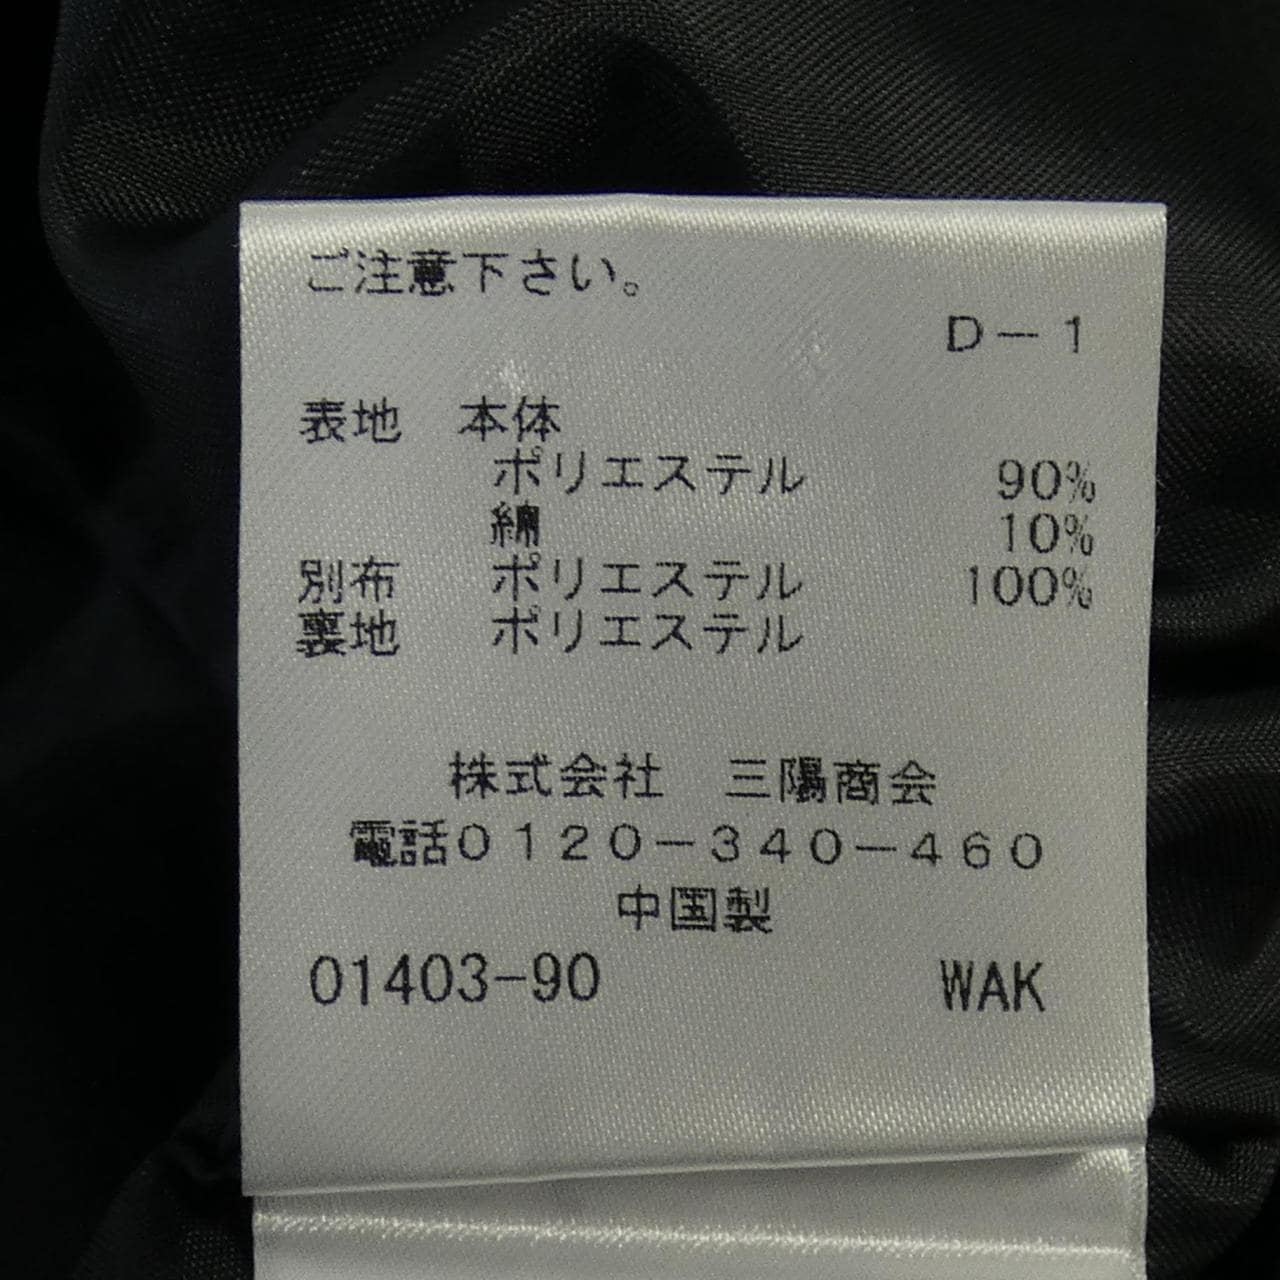 ご注意下さい。
D-1
表地 本体
ポリエステル 90%
綿 10%
別布 ポリエステル 100%
裏地 ポリエステル
株式会社 三陽商会
電話0120-340-460
中国製
01403-90 WAK